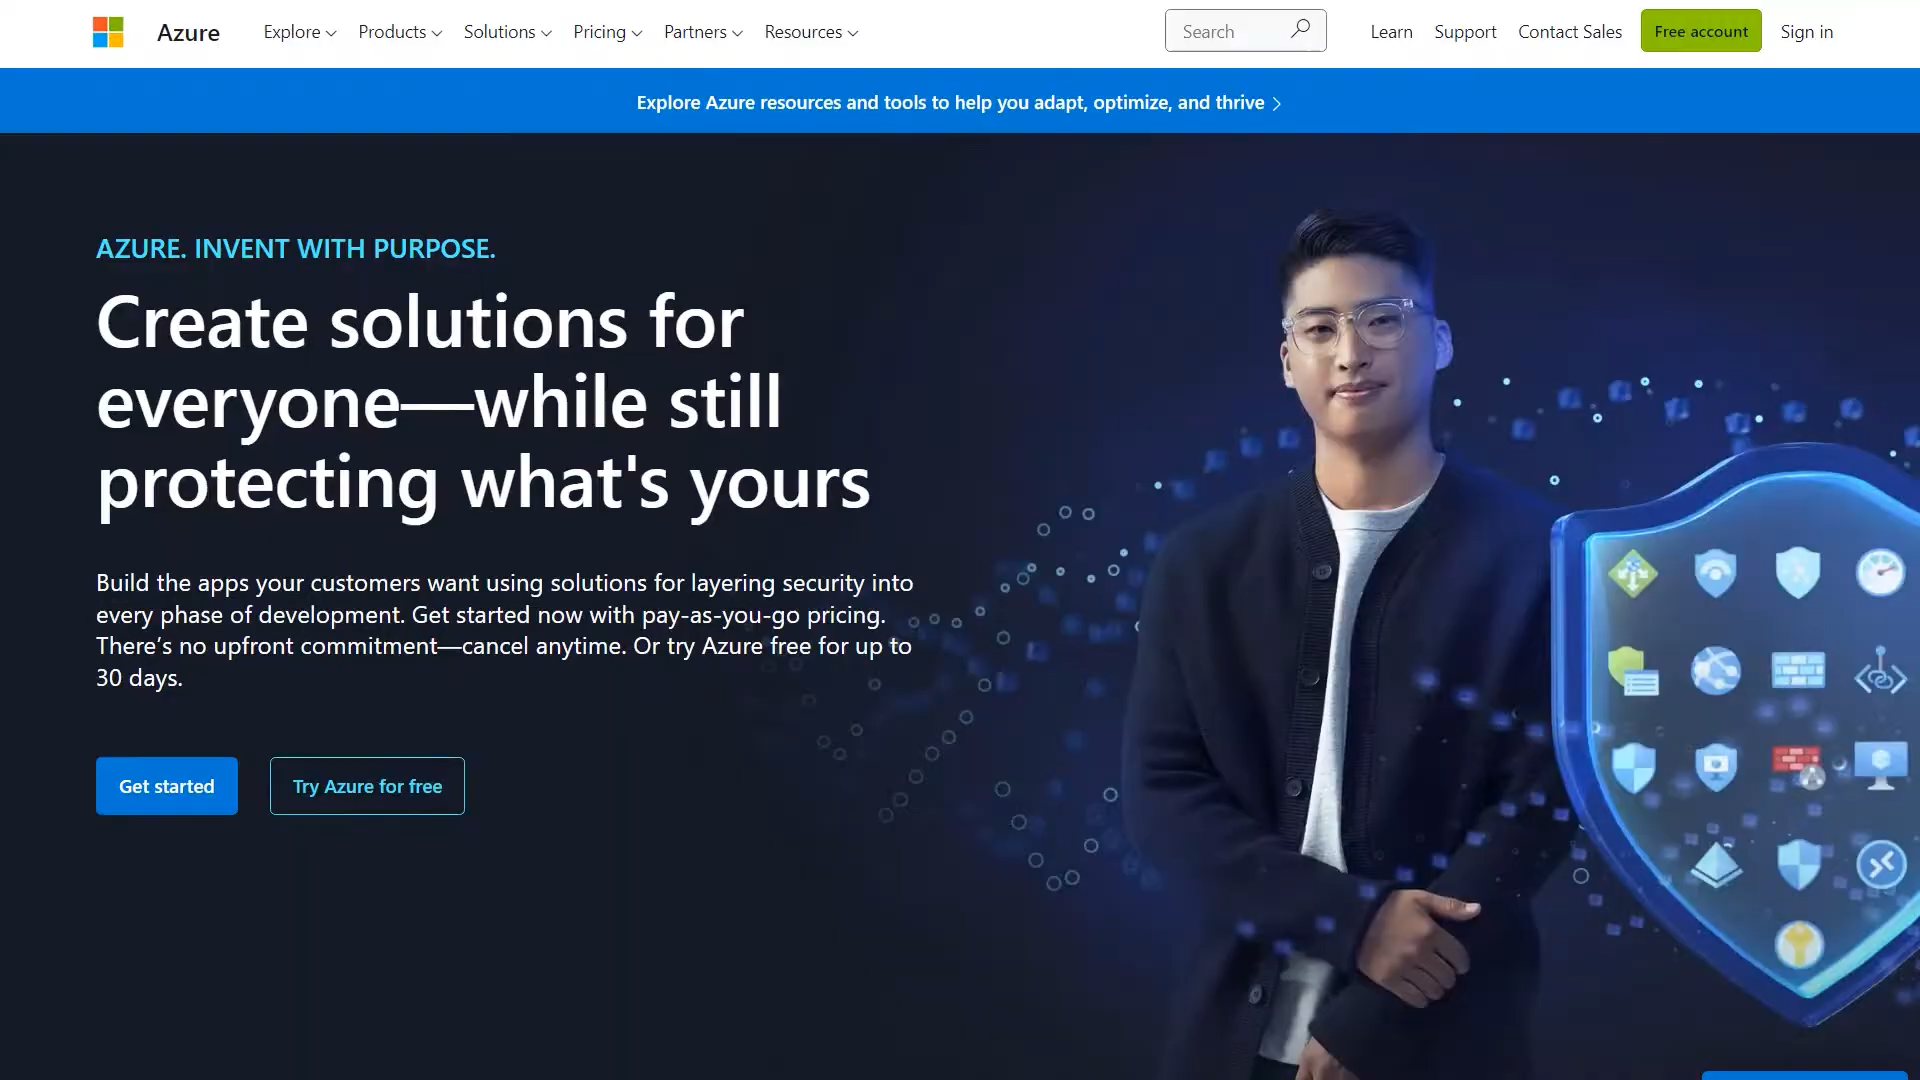 Azure
Explore
Products
Solutions
Pricing
Partners
Resources
Search
Learn
Support
Contact Sales
Free account
Sign in
Explore Azure resources and tools to help you adapt, optimize, and thrive
AZURE. INVENT WITH PURPOSE.
Create solutions for
everyone—while still
protecting what's yours
Build the apps your customers want using solutions for layering security into
every phase of development. Get started now with pay-as-you-go pricing.
There’s no upfront commitment—cancel anytime. Or try Azure free for up to
30 days.
Get started
Try Azure for free